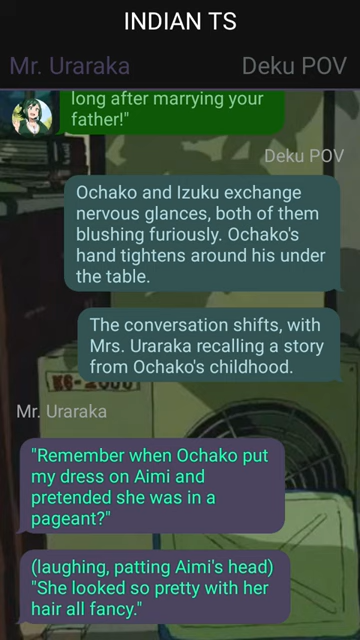 INDIAN TS
Mr. Uraraka
Deku POV
long after marrying your
father!"
Deku POV
Ochako and Izuku exchange
nervous glances, both of them
blushing furiously. Ochako's
hand tightens around his under
the table.
The conversation shifts, with
Mrs. Uraraka recalling a story
from Ochako's childhood.
Mr. Uraraka
"Remember when Ochako put
my dress on Aimi and
pretended she was in a
pageant?"
(laughing, patting Aimi's head)
"She looked so pretty with her
hair all fancy."